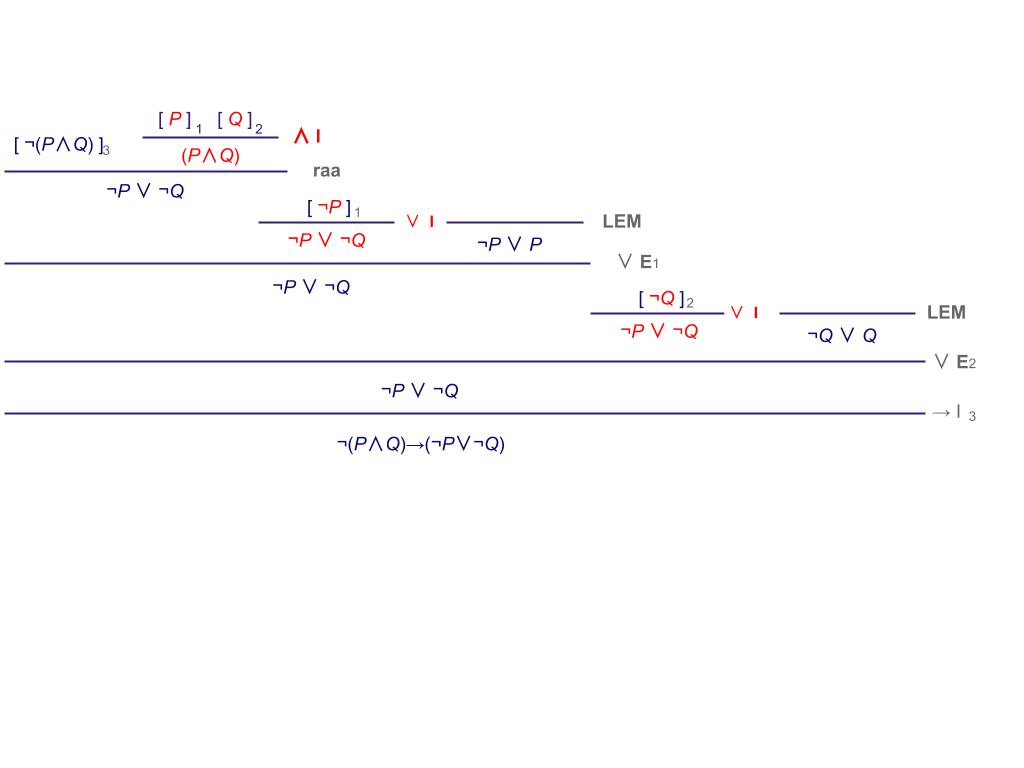 [ P ] 1 [ Q ] 2
[ ¬(P∧Q) ]3 ∧ I
(P∧Q)
raa
¬P ∨ ¬Q
[ ¬P ] 1
∨ I LEM
¬P ∨ ¬Q ¬P ∨ P
∨ E1
¬P ∨ ¬Q
[ ¬Q ] 2
∨ I LEM
¬P ∨ ¬Q ¬Q ∨ Q
∨ E2
¬P ∨ ¬Q
→ I 3
¬(P∧Q)→(¬P∨¬Q)